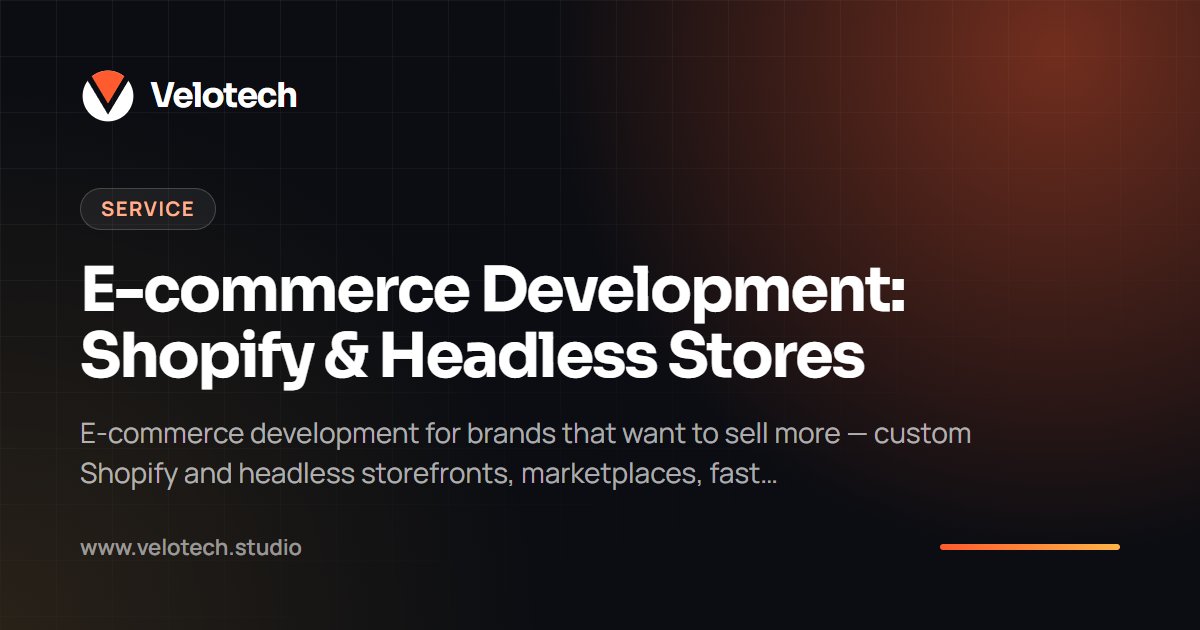 Velotech
SERVICE
E-commerce Development:
Shopify & Headless Stores
E-commerce development for brands that want to sell more — custom
Shopify and headless storefronts, marketplaces, fast…
www.velotech.studio